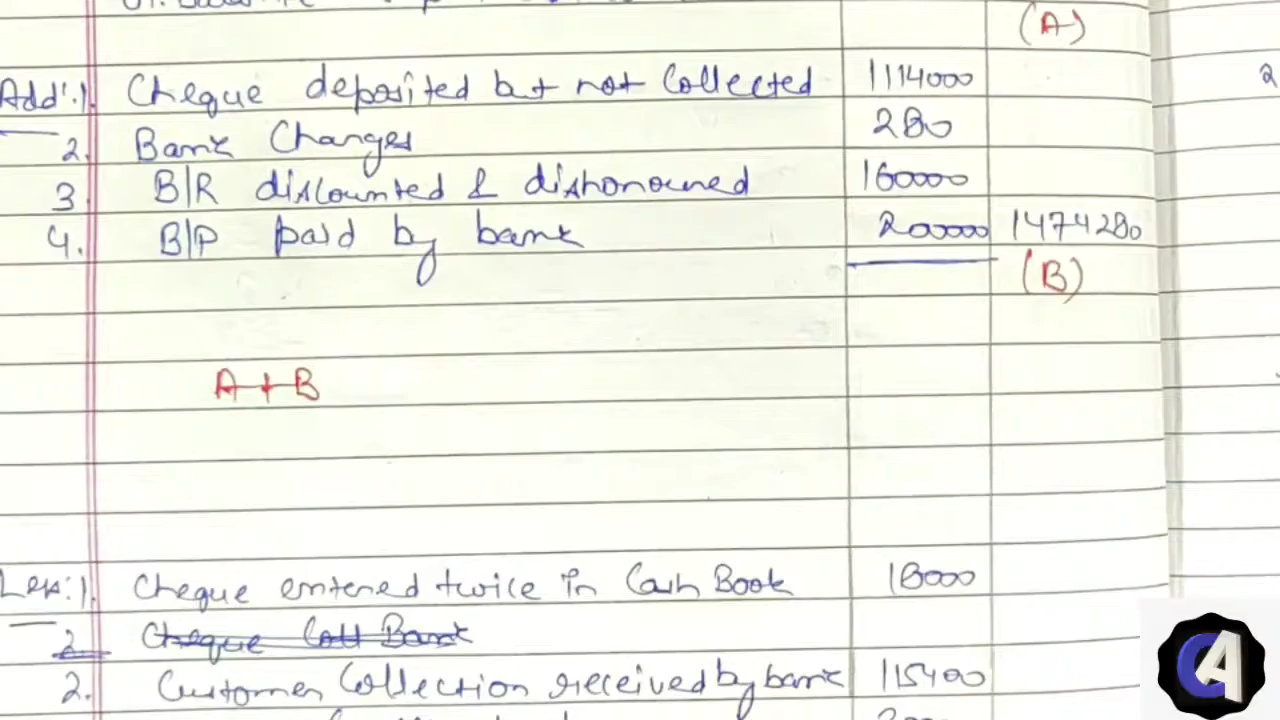 (A)
Add:1. Cheque deposited but not Collected 1114000
2. Bank Charges 280
3. B/R discounted & dishonoured 160000
4. B/P paid by bank 200000 1474280
(B)
A+B
Less:1. Cheque entered twice in Cash Book 18000
2. Cheque Coll Bank
2. Customer Collection received by bank 115400
CA